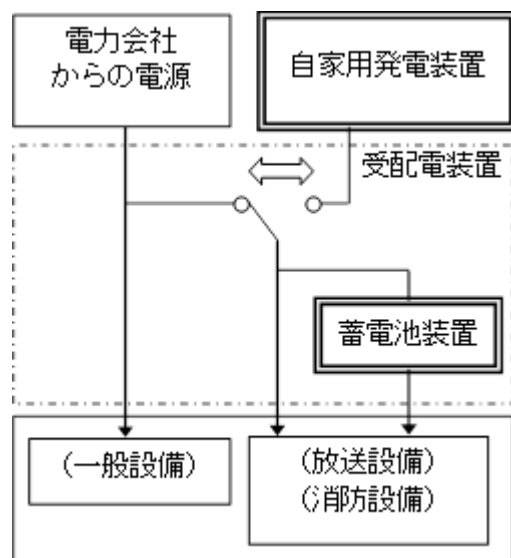 電力会社
からの電源
自家用発電装置
受配電装置
蓄電池装置
(一般設備)
(放送設備)
(消防設備)